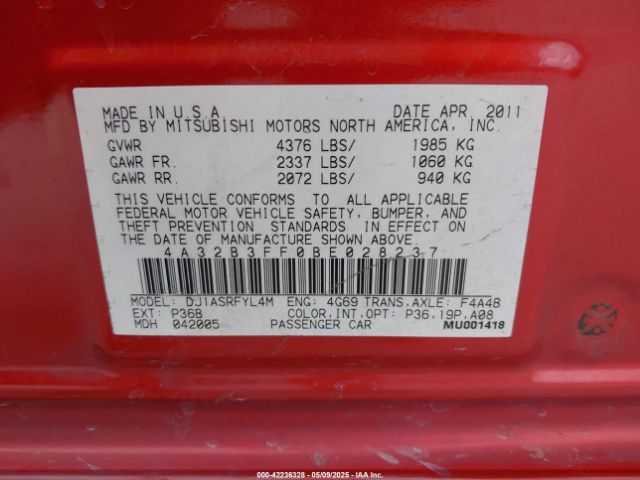 MADE IN U.S.A. DATE APR. 2011
MFD BY MITSUBISHI MOTORS NORTH AMERICA, INC.
GVWR 4376 LBS/ 1985 KG
GAWR FR. 2337 LBS/ 1060 KG
GAWR RR. 2072 LBS/ 940 KG
THIS VEHICLE CONFORMS TO ALL APPLICABLE
FEDERAL MOTOR VEHICLE SAFETY, BUMPER, AND
THEFT PREVENTION STANDARDS IN EFFECT ON
THE DATE OF MANUFACTURE SHOWN ABOVE.
4A32B3FF0BE028237
MODEL: DJ1ASRFYL4M ENG: 4G69 TRANS.AXLE: F4A4B
EXT: P36B COLOR,INT,OPT: P36,19P,A08
MDH 042005 PASSENGER CAR MU001418
000-42236328 - 05/09/2025 - IAA Inc.